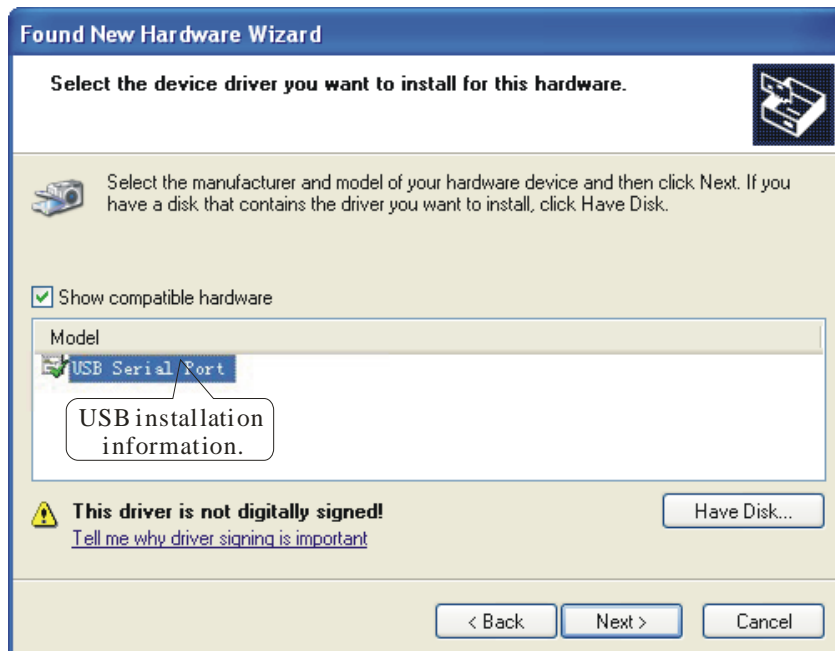 Found New Hardware Wizard
Select the device driver you want to install for this hardware.
Select the manufacturer and model of your hardware device and then click Next. If you
have a disk that contains the driver you want to install, click Have Disk.
Show compatible hardware
Model
USB Serial Port
USB installation
information.
This driver is not digitally signed!
Tell me why driver signing is important
Have Disk...
< Back
Next >
Cancel